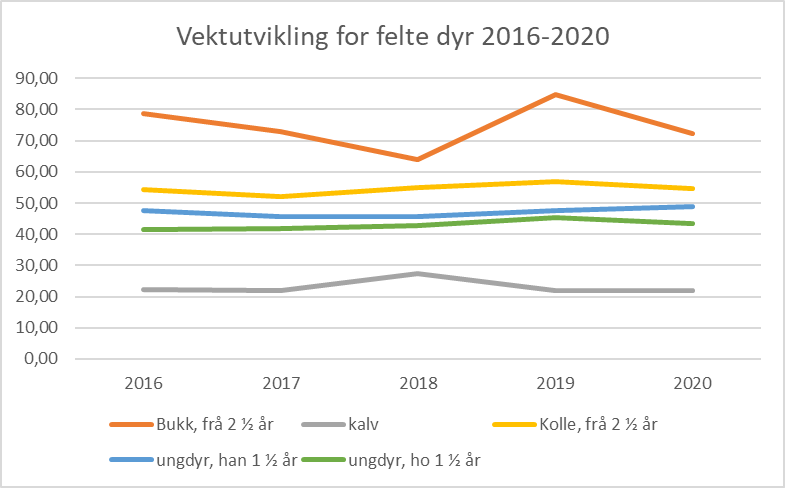 Vektutvikling for felte dyr 2016-2020
90,00
80,00
70,00
60,00
50,00
40,00
30,00
20,00
10,00
0,00
2016 2017 2018 2019 2020
Bukk, frå 2 ½ år kalv Kolle, frå 2 ½ år
ungdyr, han 1 ½ år ungdyr, ho 1 ½ år